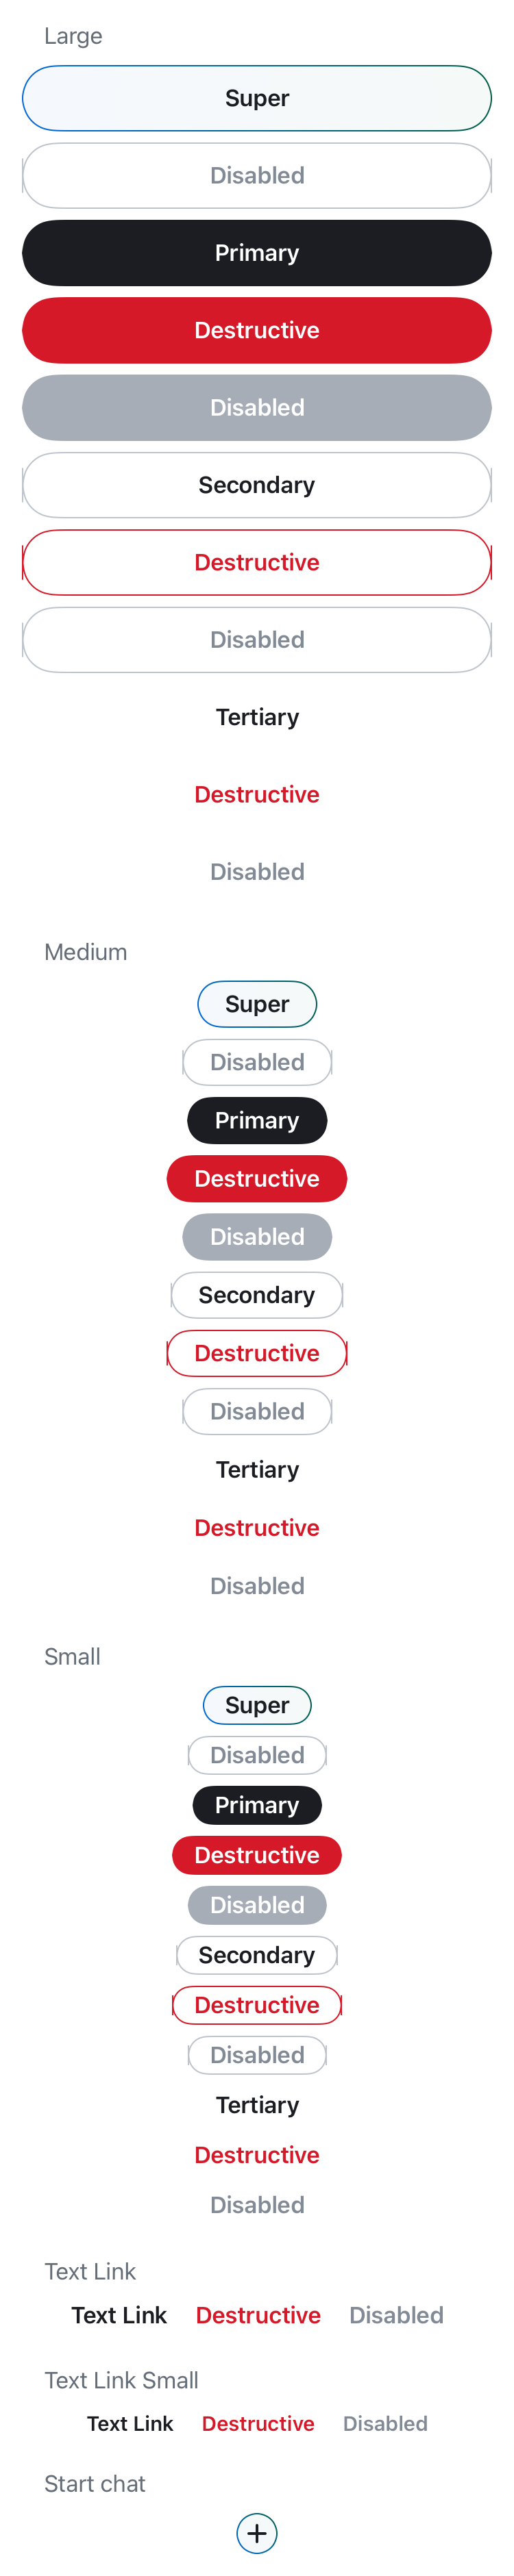 Large
Super
Disabled
Primary
Destructive
Disabled
Secondary
Destructive
Disabled
Tertiary
Destructive
Disabled
Medium
Super
Disabled
Primary
Destructive
Disabled
Secondary
Destructive
Disabled
Tertiary
Destructive
Disabled
Small
Super
Disabled
Primary
Destructive
Disabled
Secondary
Destructive
Disabled
Tertiary
Destructive
Disabled
Text Link
Text Link Destructive Disabled
Text Link Small
Text Link Destructive Disabled
Start chat